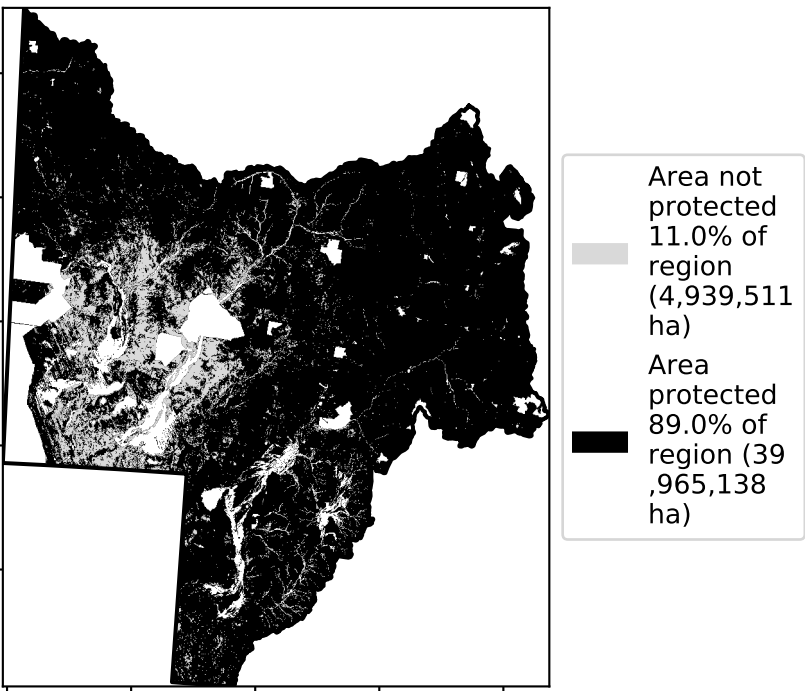 Area not
protected
11.0% of
region
(4,939,511
ha)
Area
protected
89.0% of
region (39
,965,138
ha)